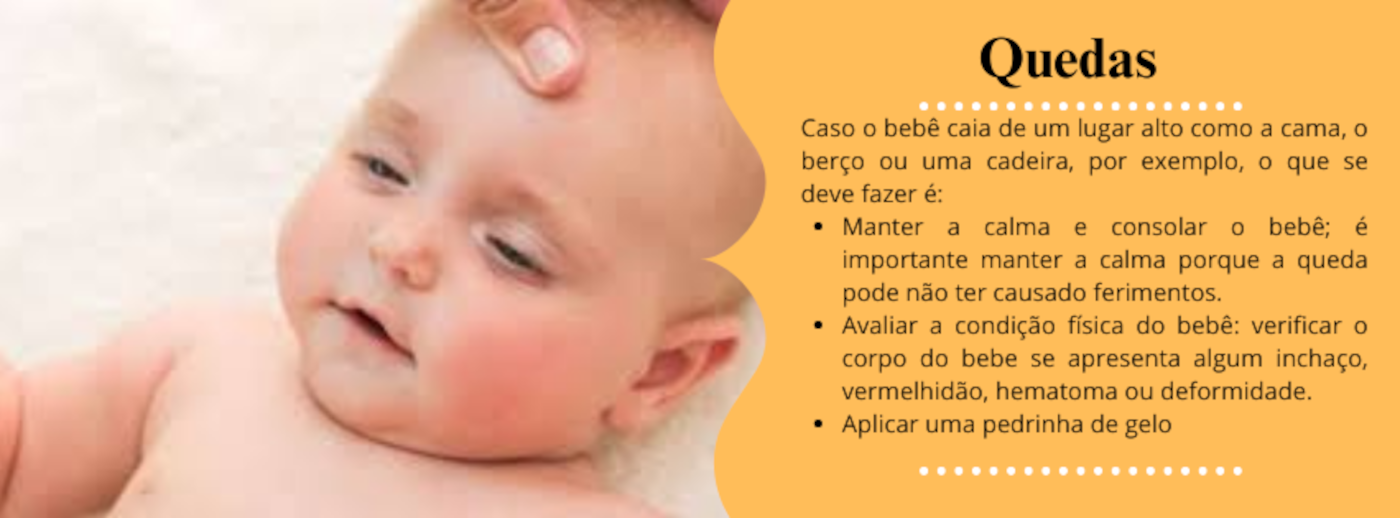 Quedas
Caso o bebê caia de um lugar alto como a cama, o
berço ou uma cadeira, por exemplo, o que se
deve fazer é:
• Manter a calma e consolar o bebê; é
importante manter a calma porque a queda
pode não ter causado ferimentos.
• Avaliar a condição física do bebê: verificar o
corpo do bebe se apresenta algum inchaço,
vermelhidão, hematoma ou deformidade.
• Aplicar uma pedrinha de gelo